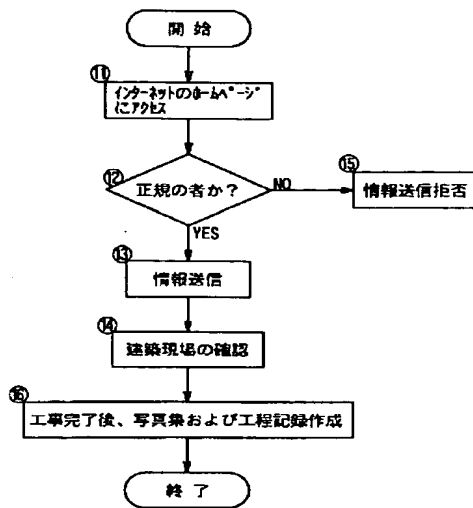 開始
⑪
インターネットのホームページ
にアクセス
⑫
正規の者か？
NO
⑮
情報送信拒否
YES
⑬
情報送信
⑭
建築現場の確認
⑯
工事完了後、写真集および工程記録作成
終了